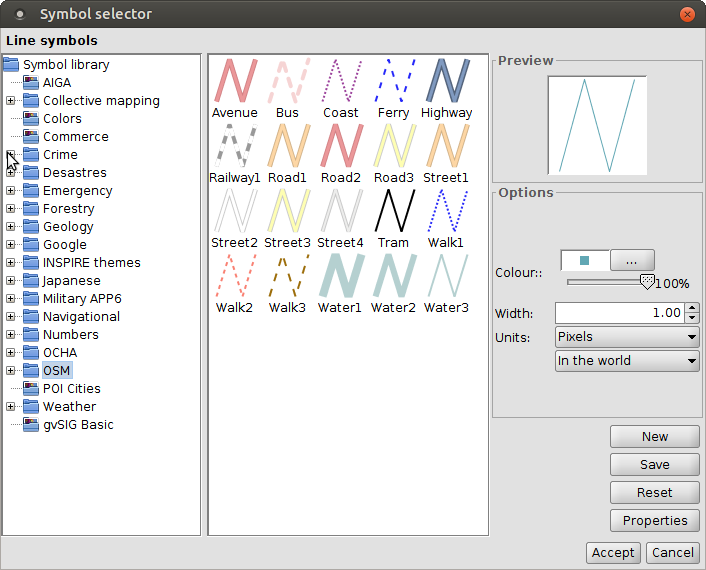 Symbol selector
Line symbols
Symbol library
AIGA
Collective mapping
Colors
Commerce
Crime
Desastres
Emergency
Forestry
Geology
Google
INSPIRE themes
Japanese
Military APP6
Navigational
Numbers
OCHA
OSM
POI Cities
Weather
gvSIG Basic
Avenue Bus Coast Ferry Highway
Railway1 Road1 Road2 Road3 Street1
Street2 Street3 Street4 Tram Walk1
Walk2 Walk3 Water1 Water2 Water3
Preview
Options
Colour:: ...
100%
Width: 1.00
Units: Pixels
In the world
New
Save
Reset
Properties
Accept Cancel